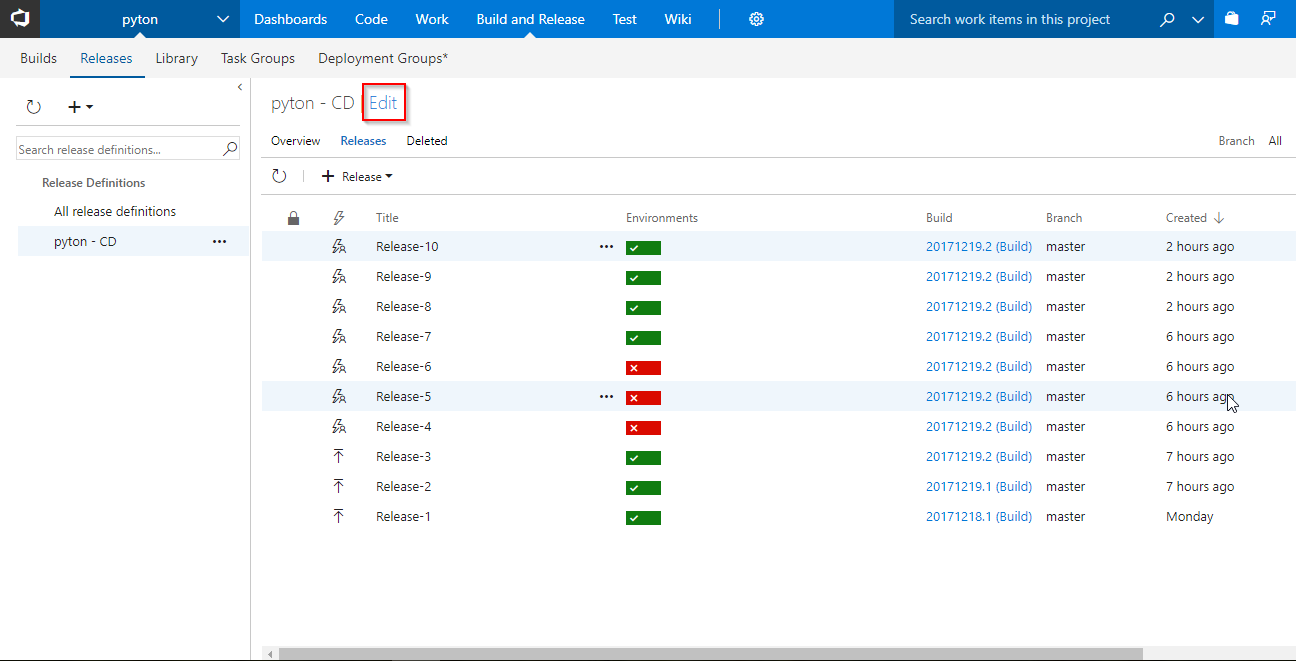 pyton Dashboards Code Work Build and Release Test Wiki Search work items in this project
Builds Releases Library Task Groups Deployment Groups*
pyton - CD | Edit
Overview Releases Deleted Branch All
Release
Search release definitions...
Release Definitions
All release definitions
pyton - CD ...
Title Environments Build Branch Created
Release-10 ... 20171219.2 (Build) master 2 hours ago
Release-9 20171219.2 (Build) master 2 hours ago
Release-8 20171219.2 (Build) master 2 hours ago
Release-7 20171219.2 (Build) master 6 hours ago
Release-6 20171219.2 (Build) master 6 hours ago
Release-5 ... 20171219.2 (Build) master 6 hours ago
Release-4 20171219.2 (Build) master 6 hours ago
Release-3 20171219.2 (Build) master 7 hours ago
Release-2 20171219.1 (Build) master 7 hours ago
Release-1 20171218.1 (Build) master Monday